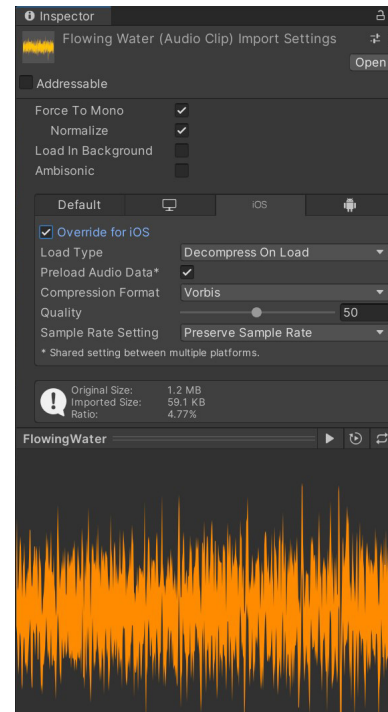 Inspector
Flowing Water (Audio Clip) Import Settings
Open
Addressable
Force To Mono
Normalize
Load In Background
Ambisonic
Default
iOS
Override for iOS
Load Type
Decompress On Load
Preload Audio Data*
Compression Format
Vorbis
Quality
50
Sample Rate Setting
Preserve Sample Rate
* Shared setting between multiple platforms.
Original Size: 1.2 MB
Imported Size: 59.1 KB
Ratio: 4.77%
FlowingWater